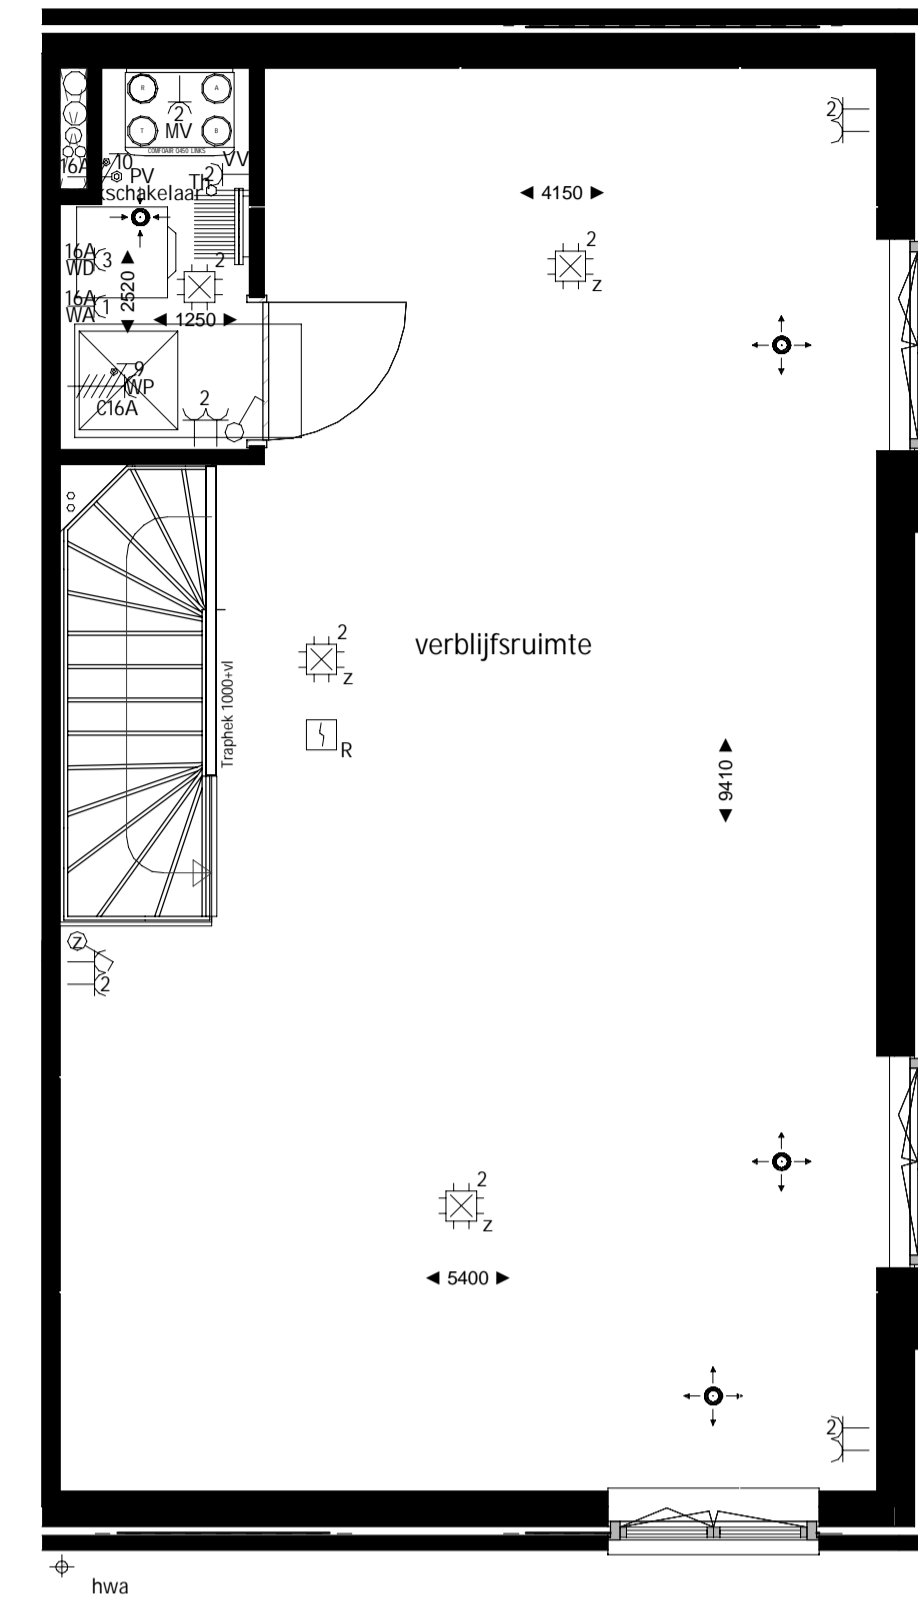 R
A
2
MV
T
B
COMFOAIR Q450 LINKS
VV
2
16A
10
PV
kschakelaar
Th
2
4150
2
z
16A
WD
3
2520
2
16A
WA
1
1250
9
WP
C16A
2
2
z
verblijfsruimte
Traphek 1000+vl
R
9410
z
2
2
z
5400
2
hwa